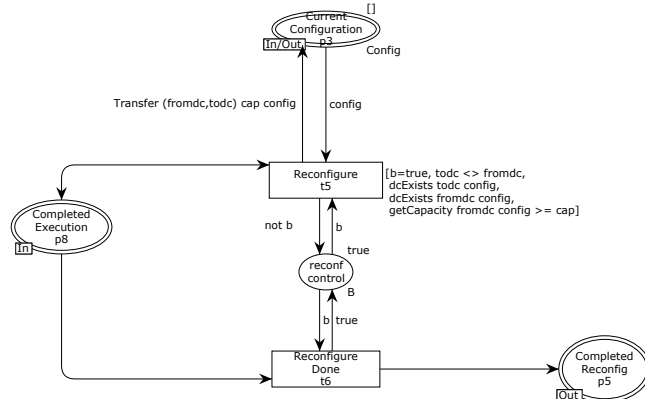 []
Current
Configuration
p3
In/Out
Config
Transfer (fromdc,todc) cap config
config
Reconfigure
t5
[b=true, todc <> fromdc,
dcExists todc config,
dcExists fromdc config,
getCapacity fromdc config >= cap]
Completed
Execution
p8
In
not b
b
true
reconf
control
B
b
true
Reconfigure
Done
t6
Completed
Reconfig
p5
Out